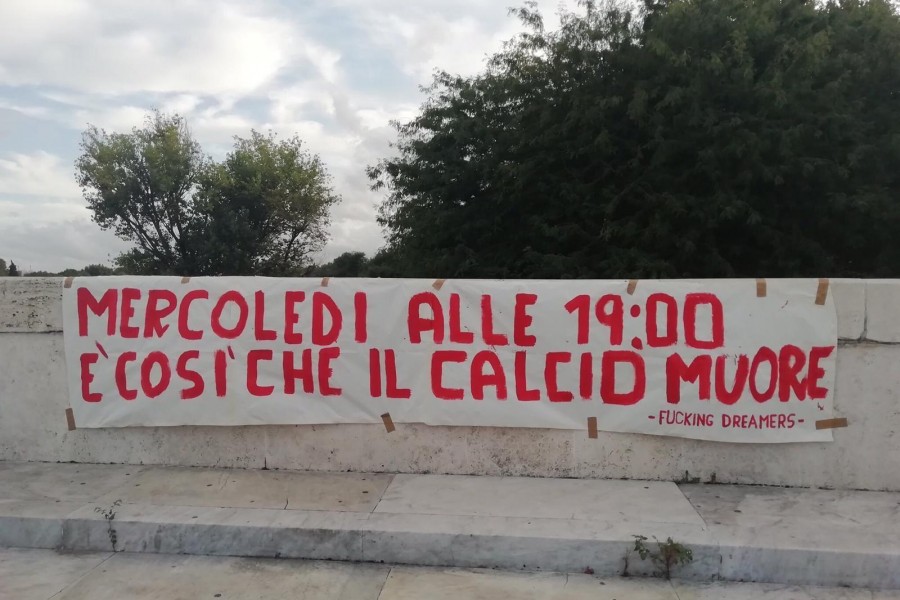 MERCOLEDI ALLE 19:00
E' COSI' CHE IL CALCIO MUORE
- FUCKING DREAMERS -